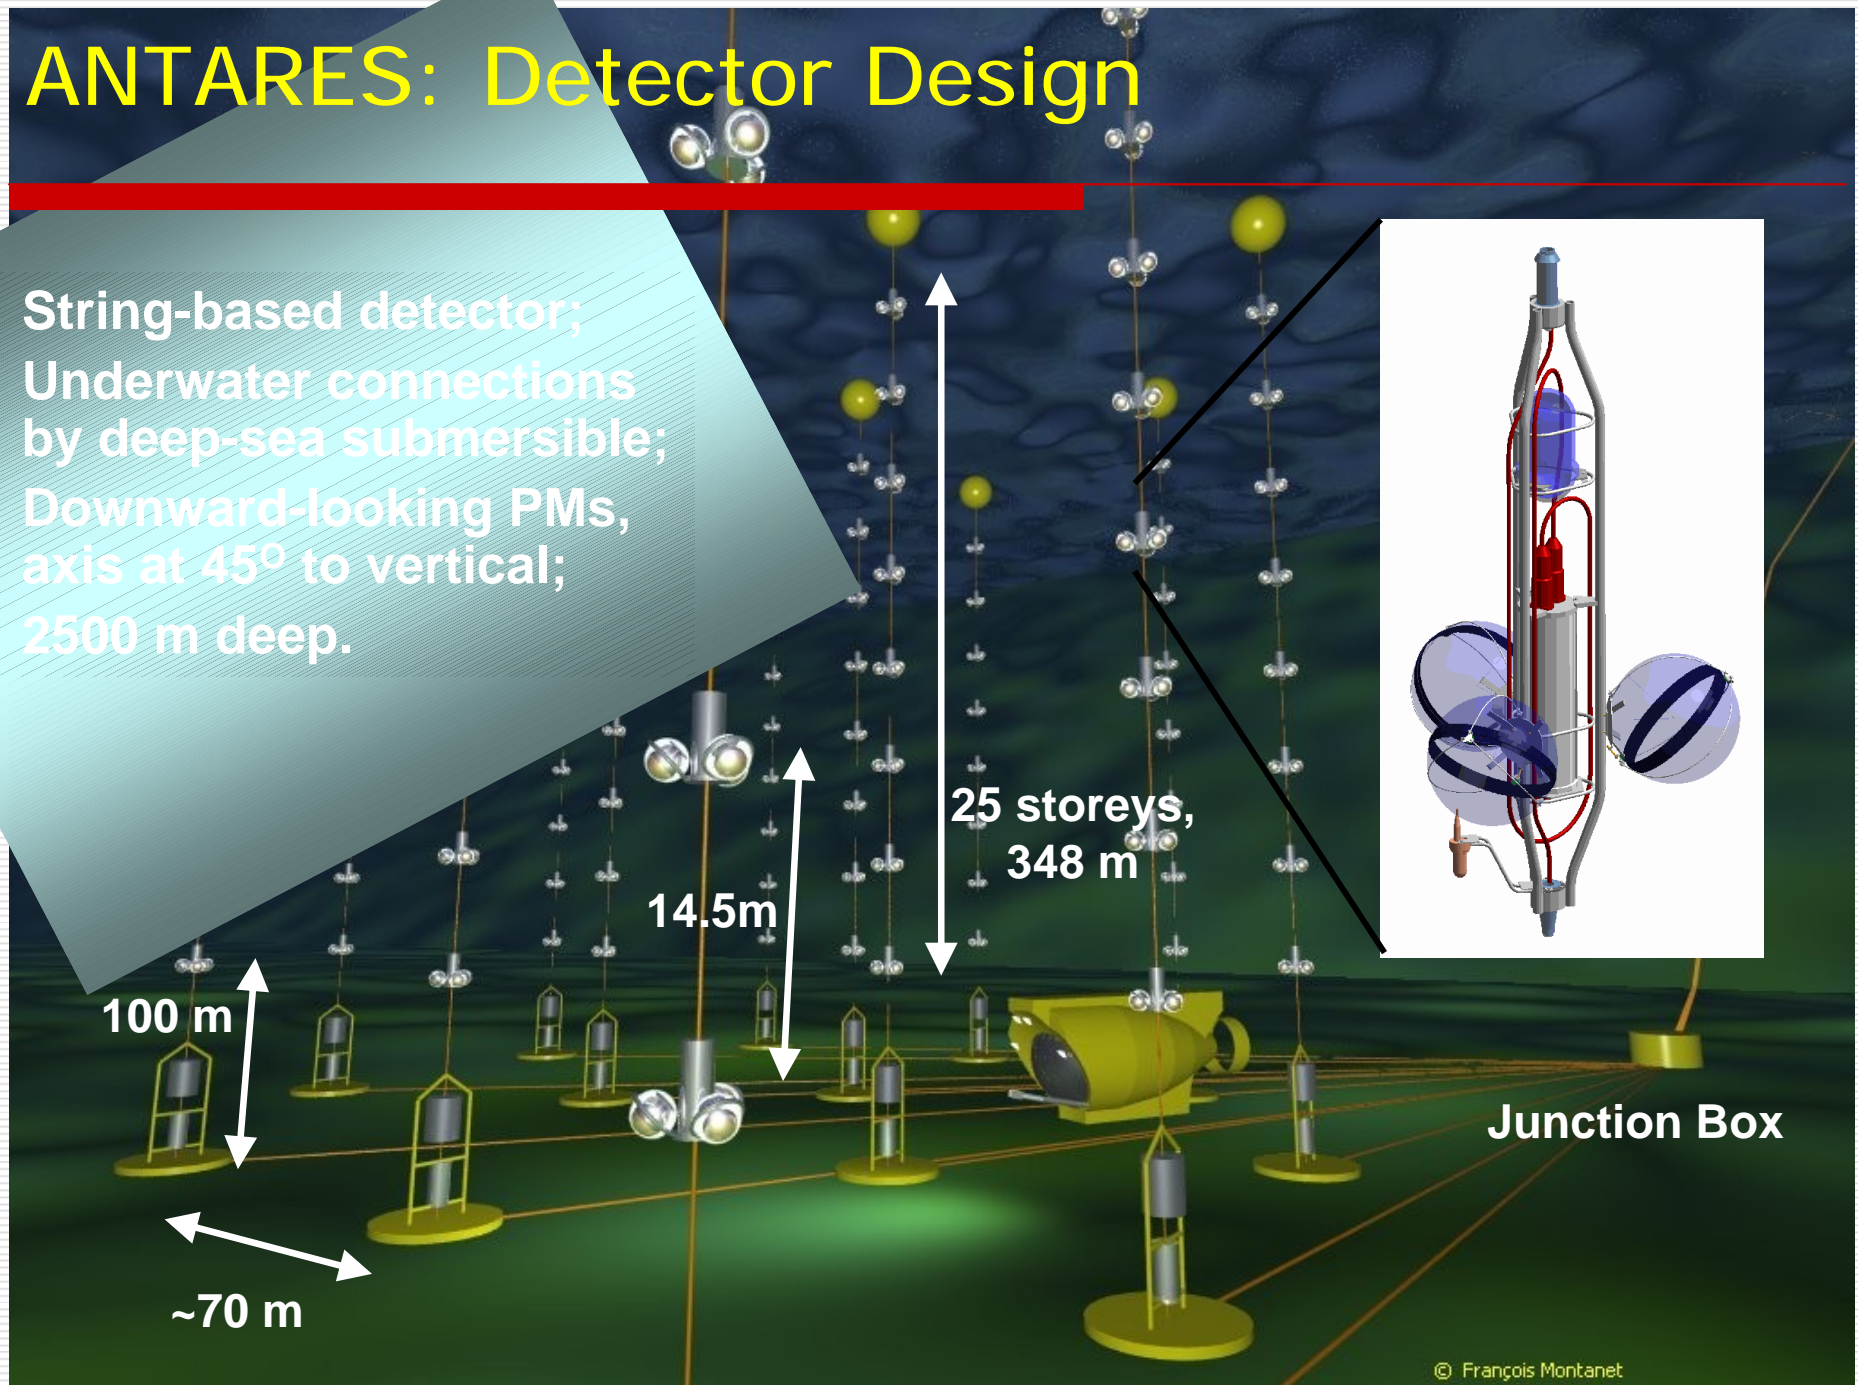 ANTARES: Detector Design
String-based detector;
Underwater connections
by deep-sea submersible;
Downward-looking PMs,
axis at 45° to vertical;
2500 m deep.
25 storeys,
348 m
14.5m
100 m
Junction Box
~70 m
© François Montanet